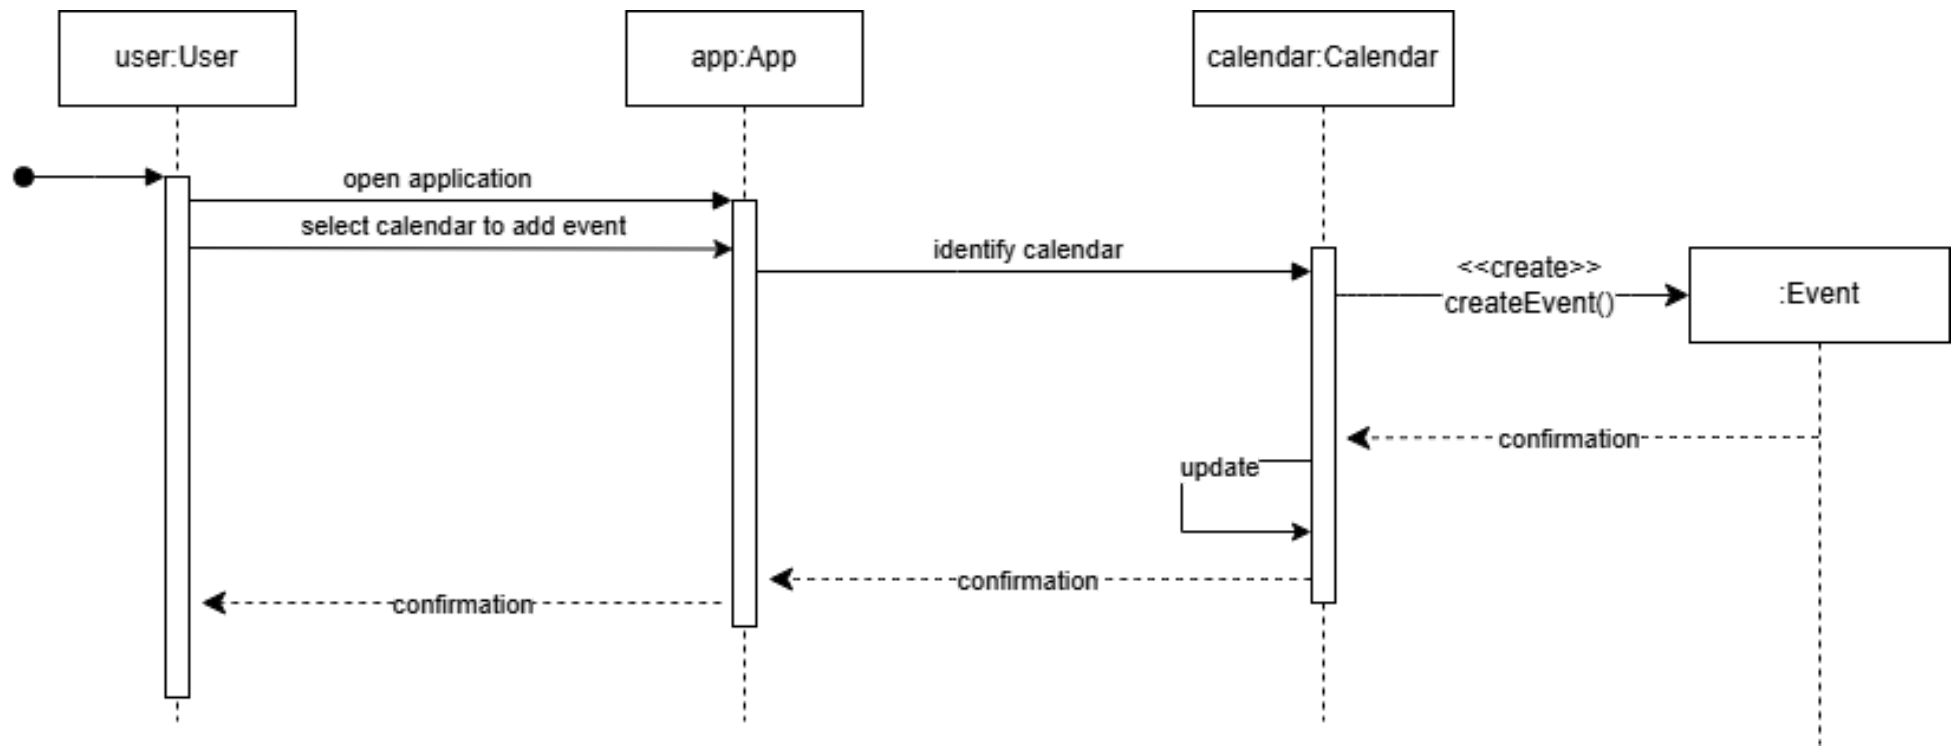 user:User
app:App
calendar:Calendar
open application
select calendar to add event
identify calendar
<<create>>
createEvent()
:Event
confirmation
update
confirmation
confirmation